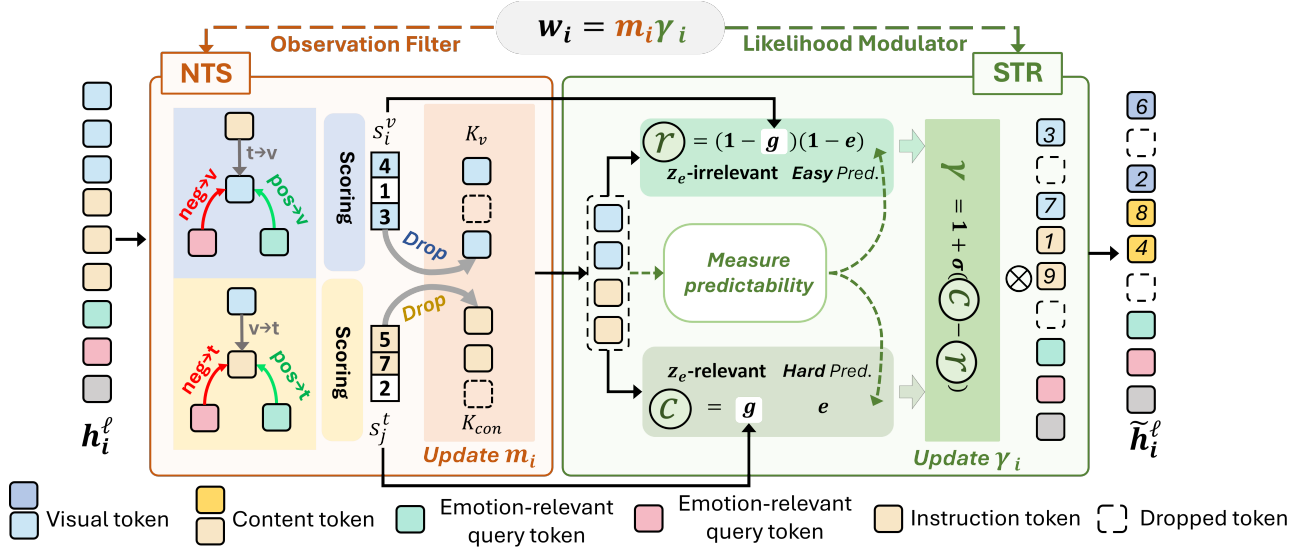 w_i = m_i γ_i
Observation Filter
Likelihood Modulator
NTS
STR
t→v
neg→v
pos→v
Scoring
s_i^v
4
1
3
Drop
K_v
v→t
neg→t
pos→t
Scoring
Drop
5
7
2
s_j^t
K_con
Update m_i
h_i^ℓ
r = (1 − g )(1 − e)
z_e-irrelevant Easy Pred.
Measure
predictability
z_e-relevant Hard Pred.
C = g e
γ = 1 + σ(C − r)
Update γ_i
3
7
1
9
⊗
6
2
8
4
h̃_i^ℓ
Visual token
Content token
Emotion-relevant
query token
Emotion-relevant
query token
Instruction token
Dropped token